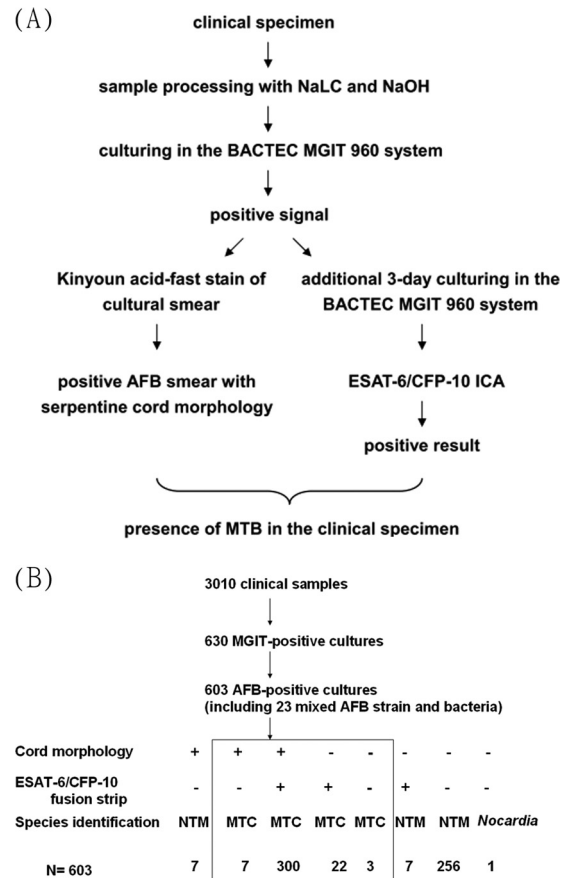 (A)
clinical specimen
sample processing with NaLC and NaOH
culturing in the BACTEC MGIT 960 system
positive signal
Kinyoun acid-fast stain of
cultural smear
additional 3-day culturing in the
BACTEC MGIT 960 system
positive AFB smear with
serpentine cord morphology
ESAT-6/CFP-10 ICA
positive result
presence of MTB in the clinical specimen
(B)
3010 clinical samples
630 MGIT-positive cultures
603 AFB-positive cultures
(including 23 mixed AFB strain and bacteria)
Cord morphology + + + - - - - -
ESAT-6/CFP-10
fusion strip - - + + - + - -
Species identification NTM MTC MTC MTC MTC NTM NTM Nocardia
N= 603 7 7 300 22 3 7 256 1